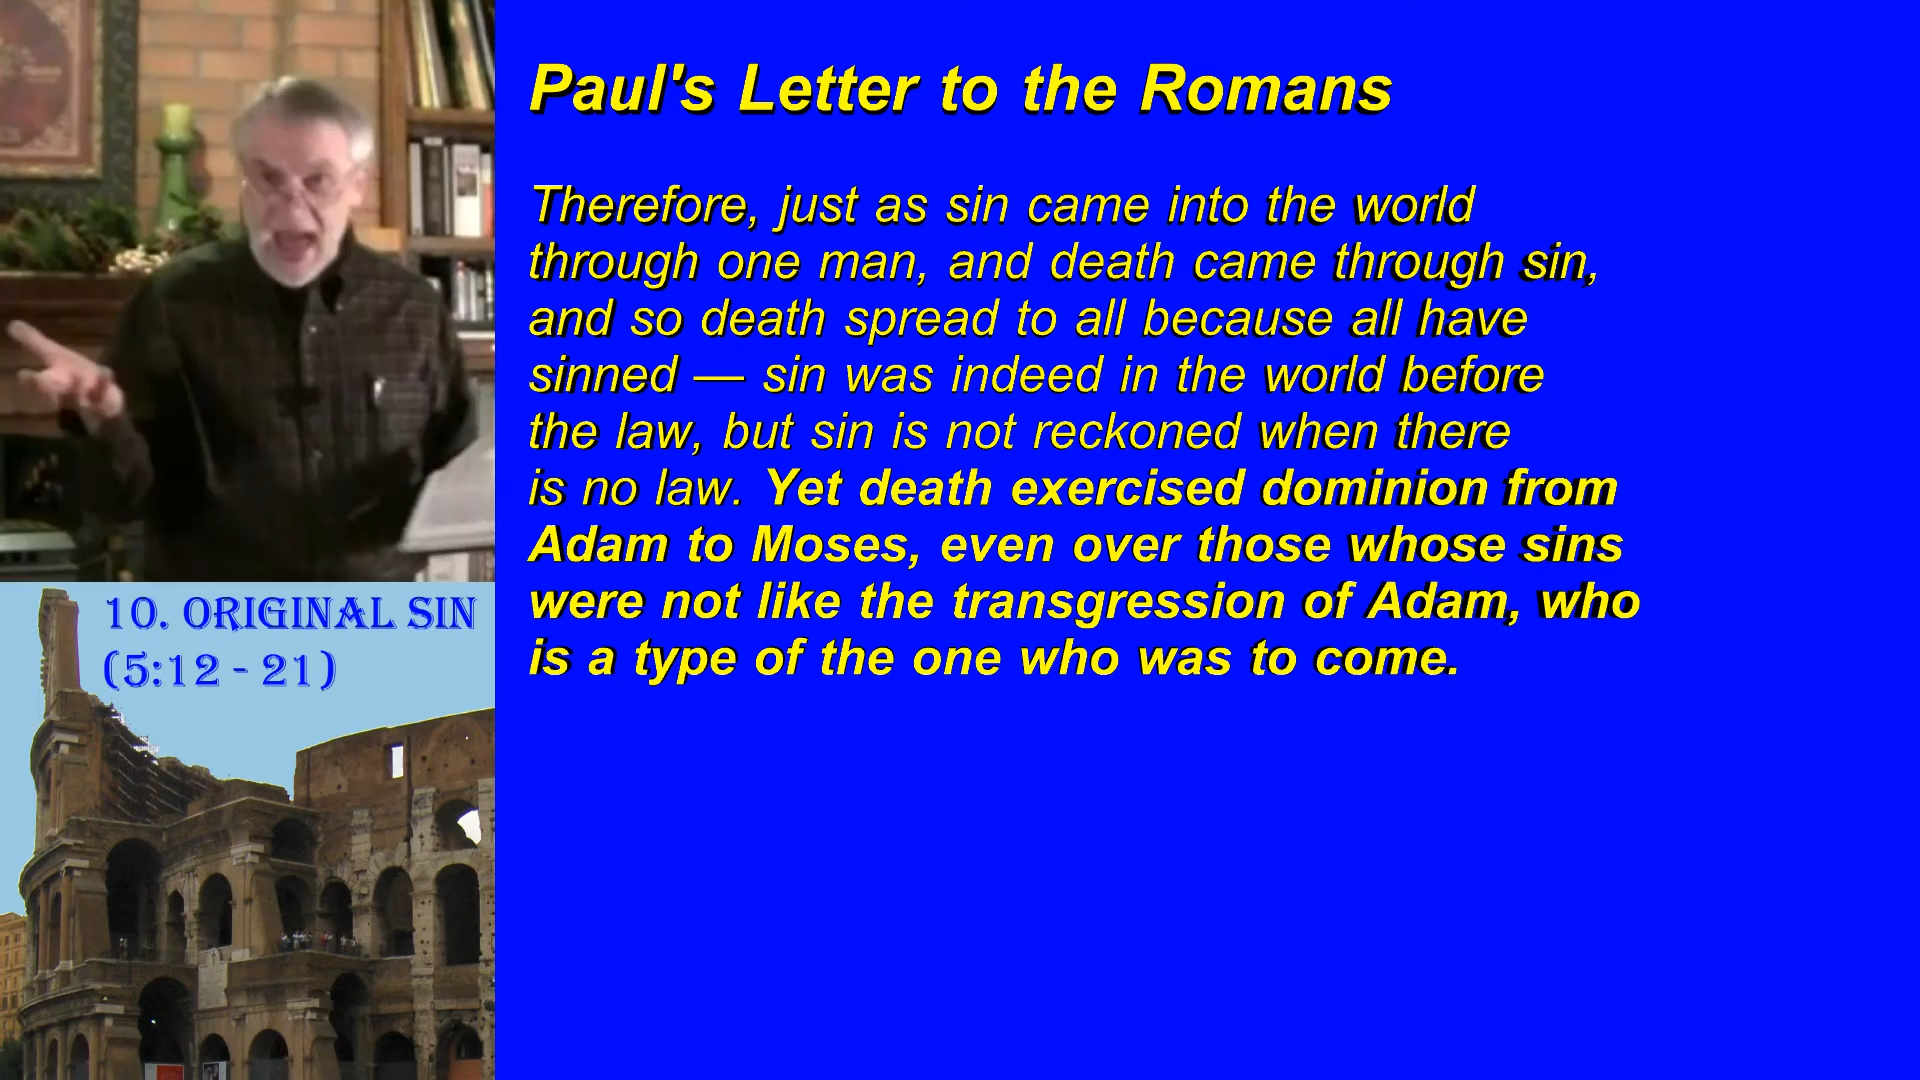 Paul's Letter to the Romans
Therefore, just as sin came into the world
through one man, and death came through sin,
and so death spread to all because all have
sinned — sin was indeed in the world before
the law, but sin is not reckoned when there
is no law. Yet death exercised dominion from
Adam to Moses, even over those whose sins
were not like the transgression of Adam, who
is a type of the one who was to come.
10. ORIGINAL SIN
(5:12 - 21)